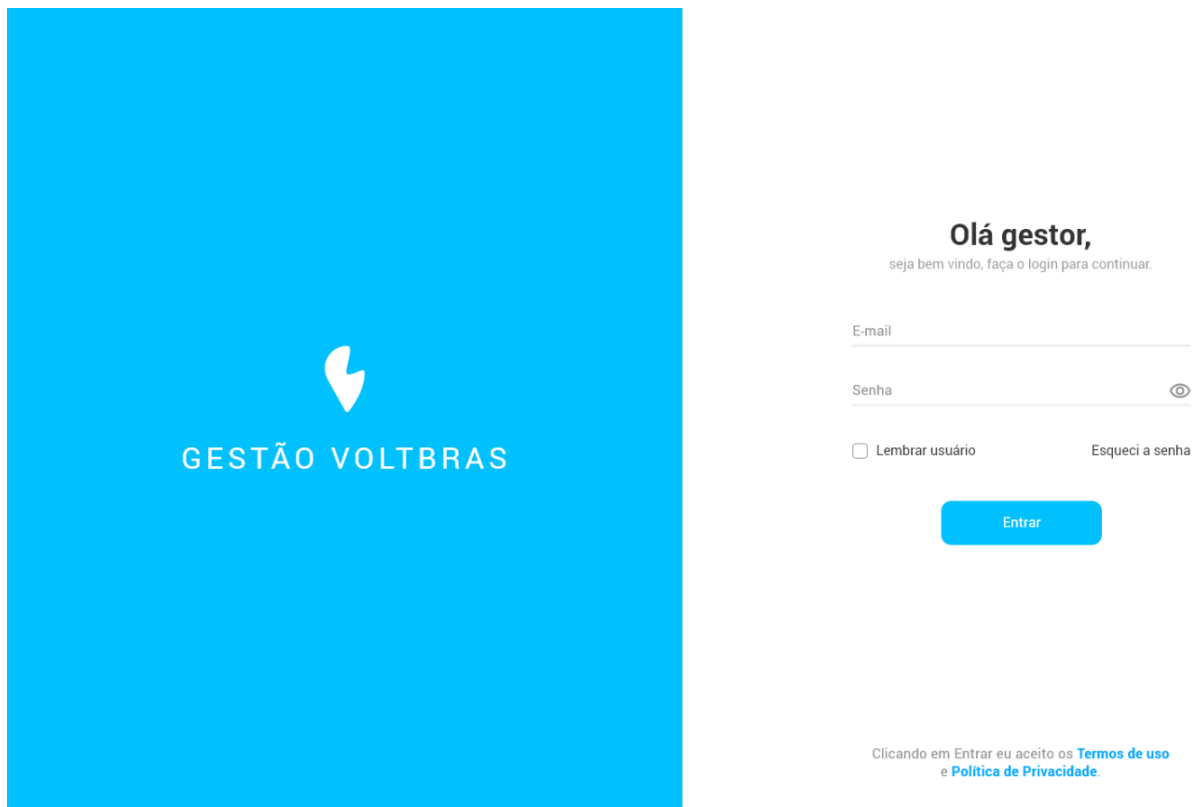 GESTÃO VOLTBRAS
Olá gestor,
seja bem vindo, faça o login para continuar.
E-mail
Senha
Lembrar usuário
Esqueci a senha
Entrar
Clicando em Entrar eu aceito os Termos de uso
e Política de Privacidade.